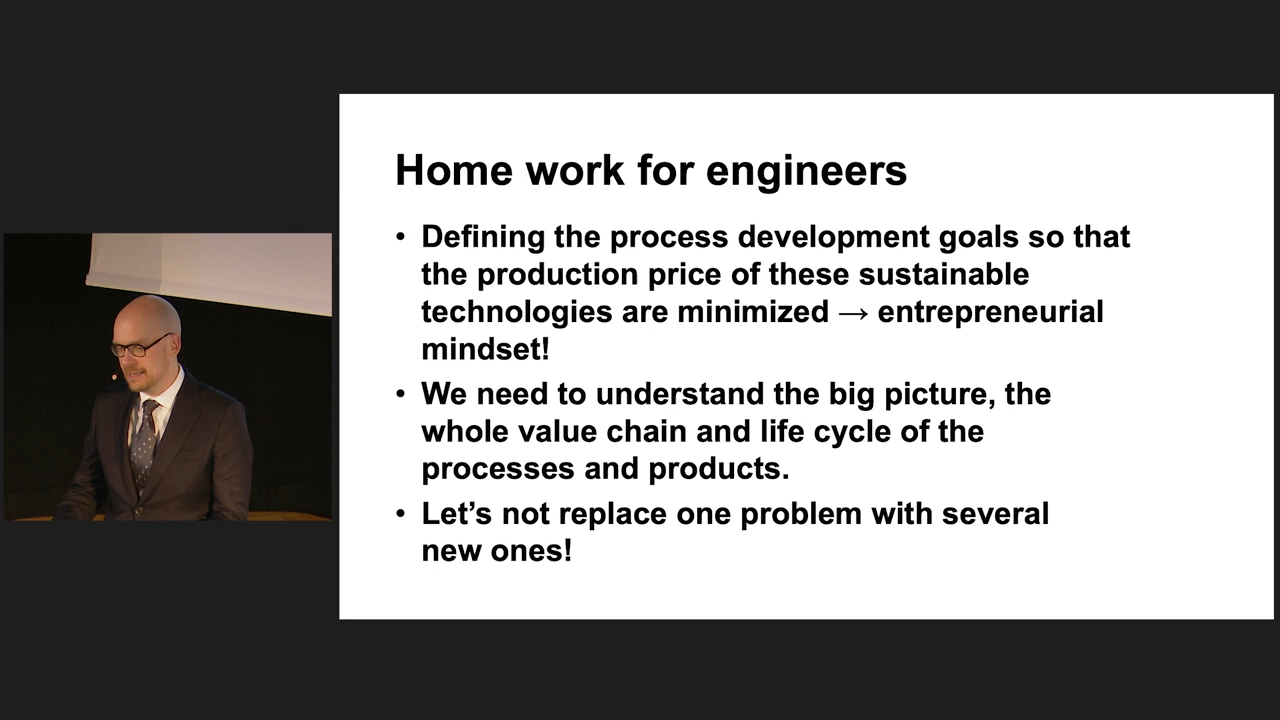 Home work for engineers
• Defining the process development goals so that
the production price of these sustainable
technologies are minimized → entrepreneurial
mindset!
• We need to understand the big picture, the
whole value chain and life cycle of the
processes and products.
• Let’s not replace one problem with several
new ones!